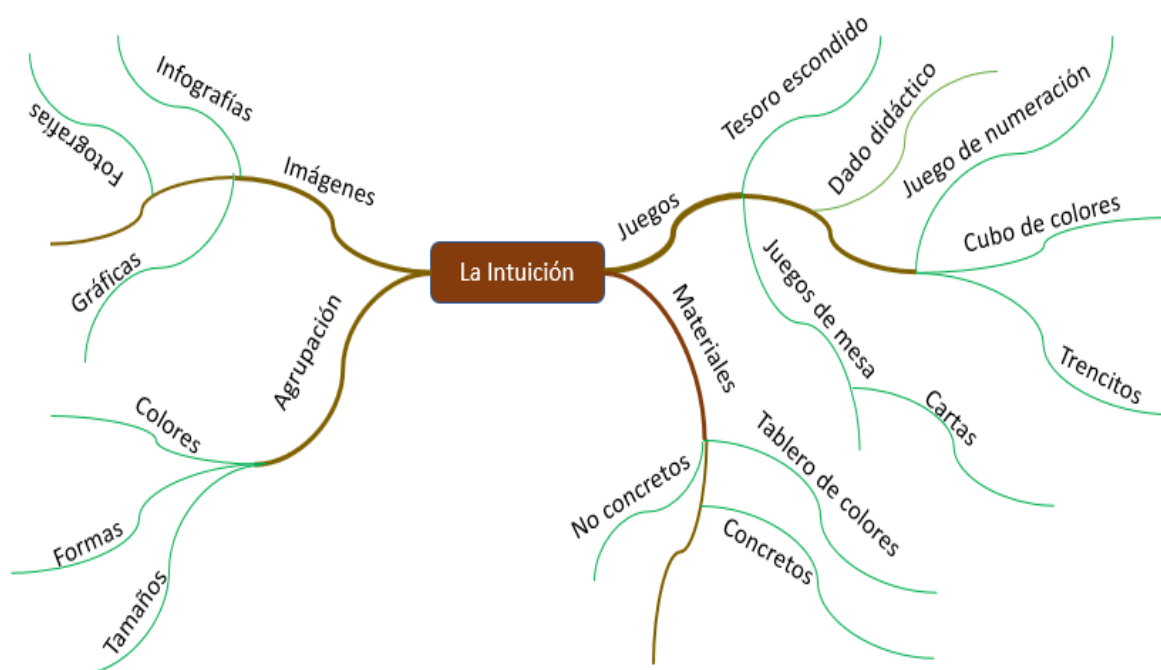 La Intuición
Imágenes
Infografías
Fotografías
Gráficas
Agrupación
Colores
Formas
Tamaños
Juegos
Tesoro escondido
Dado didáctico
Juego de numeración
Cubo de colores
Trencitos
Juegos de mesa
Cartas
Materiales
Tablero de colores
No concretos
Concretos